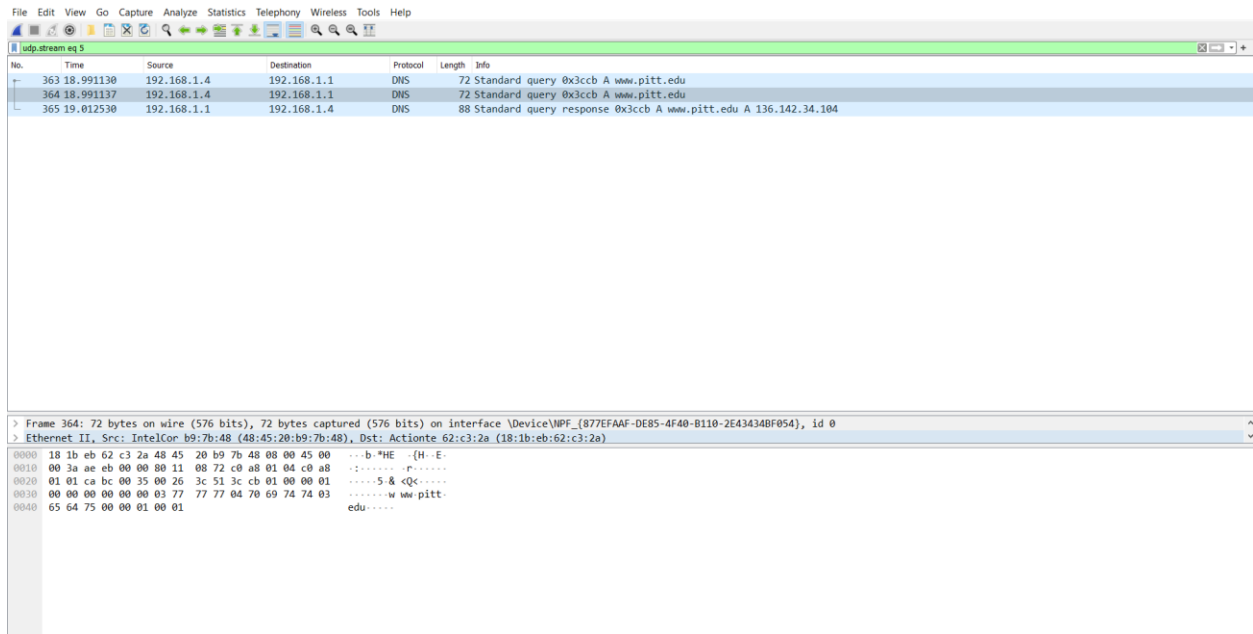 File Edit View Go Capture Analyze Statistics Telephony Wireless Tools Help
udp.stream eq 5
No. Time Source Destination Protocol Length Info
363 18.991130 192.168.1.4 192.168.1.1 DNS 72 Standard query 0x3ccb A www.pitt.edu
364 18.991137 192.168.1.4 192.168.1.1 DNS 72 Standard query 0x3ccb A www.pitt.edu
365 19.012530 192.168.1.1 192.168.1.4 DNS 88 Standard query response 0x3ccb A www.pitt.edu A 136.142.34.104
> Frame 364: 72 bytes on wire (576 bits), 72 bytes captured (576 bits) on interface \Device\NPF_{877EFAAF-DE85-4F40-B110-2E43434BF054}, id 0
> Ethernet II, Src: IntelCor b9:7b:48 (48:45:20:b9:7b:48), Dst: Actionte 62:c3:2a (18:1b:eb:62:c3:2a)
0000 18 1b eb 62 c3 2a 48 45 20 b9 7b 48 08 00 45 00 ···b·*HE ·{H··E·
0010 00 3a ae eb 00 00 80 11 08 72 c0 a8 01 04 c0 a8 ·:······ ·r······
0020 01 01 ca bc 00 35 00 26 3c 51 3c cb 01 00 00 01 ·····5·& <Q<·····
0030 00 00 00 00 00 00 03 77 77 77 04 70 69 74 74 03 ·······w ww·pitt·
0040 65 64 75 00 00 01 00 01 edu·····